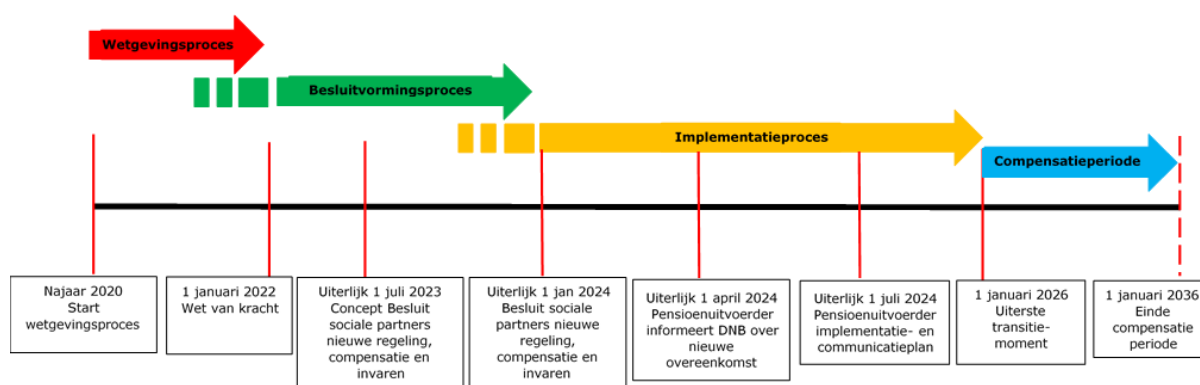 Wetgevingsproces
Besluitvormingsproces
Implementatieproces
Compensatieperiode
Najaar 2020
Start
wetgevingsproces
1 januari 2022
Wet van kracht
Uiterlijk 1 juli 2023
Concept Besluit
sociale partners
nieuwe regeling,
compensatie en
invaren
Uiterlijk 1 jan 2024
Besluit sociale
partners nieuwe
regeling,
compensatie en
invaren
Uiterlijk 1 april 2024
Pensioenuitvoerder
informeert DNB over
nieuwe
overeenkomst
Uiterlijk 1 juli 2024
Pensioenuitvoerder
implementatie- en
communicatieplan
1 januari 2026
Uiterste
transitie-
moment
1 januari 2036
Einde
compensatie
periode